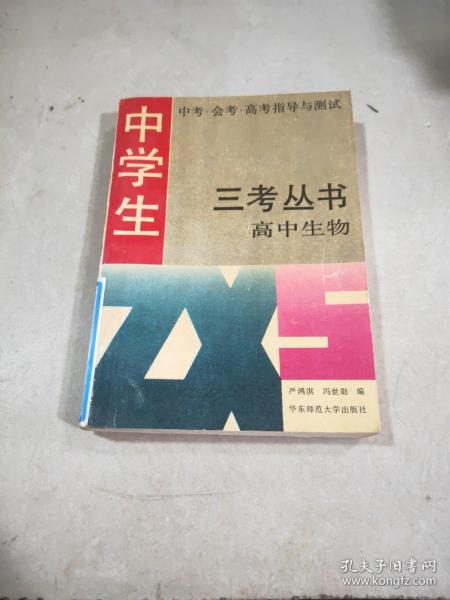 中学生
中考·会考·高考指导与测试
三考丛书
高中生物
严鸿淇 冯世勋 编
华东师范大学出版社
孔夫子旧书网
www.kongfz.com